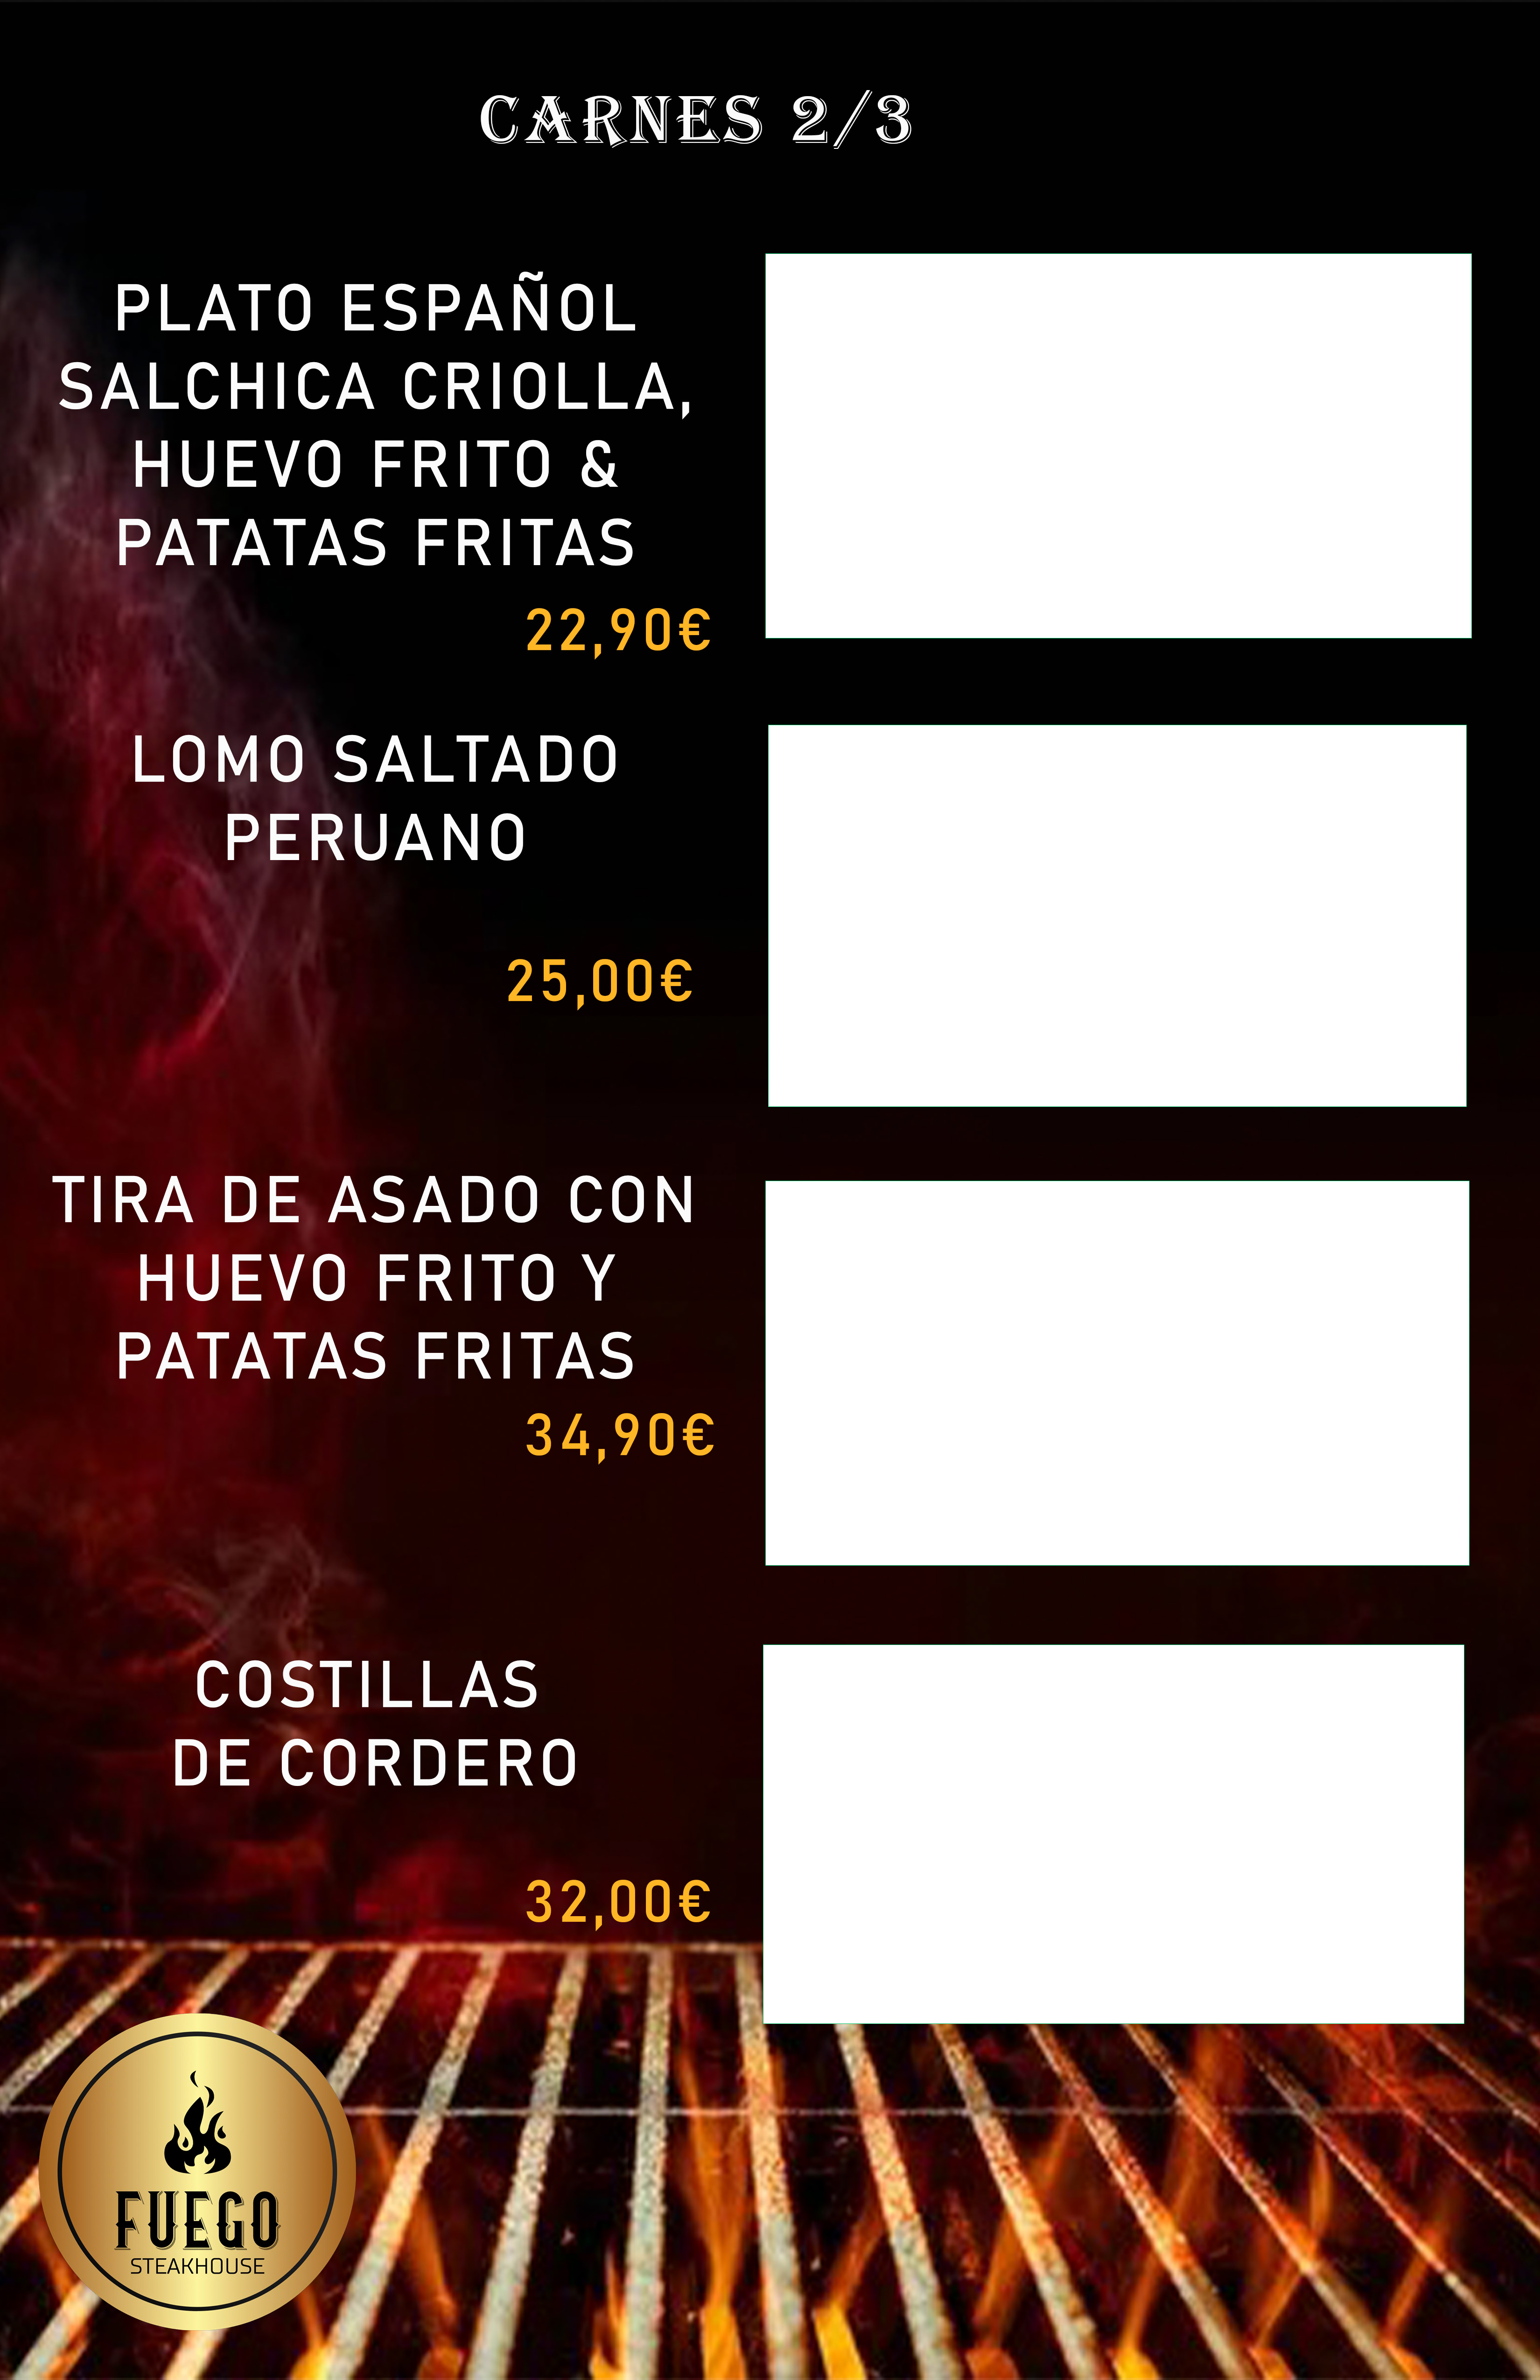 CARNES 2/3
PLATO ESPAÑOL
SALCHICA CRIOLLA,
HUEVO FRITO &
PATATAS FRITAS
22,90€
LOMO SALTADO
PERUANO
25,00€
TIRA DE ASADO CON
HUEVO FRITO Y
PATATAS FRITAS
34,90€
COSTILLAS
DE CORDERO
32,00€
FUEGO
STEAKHOUSE